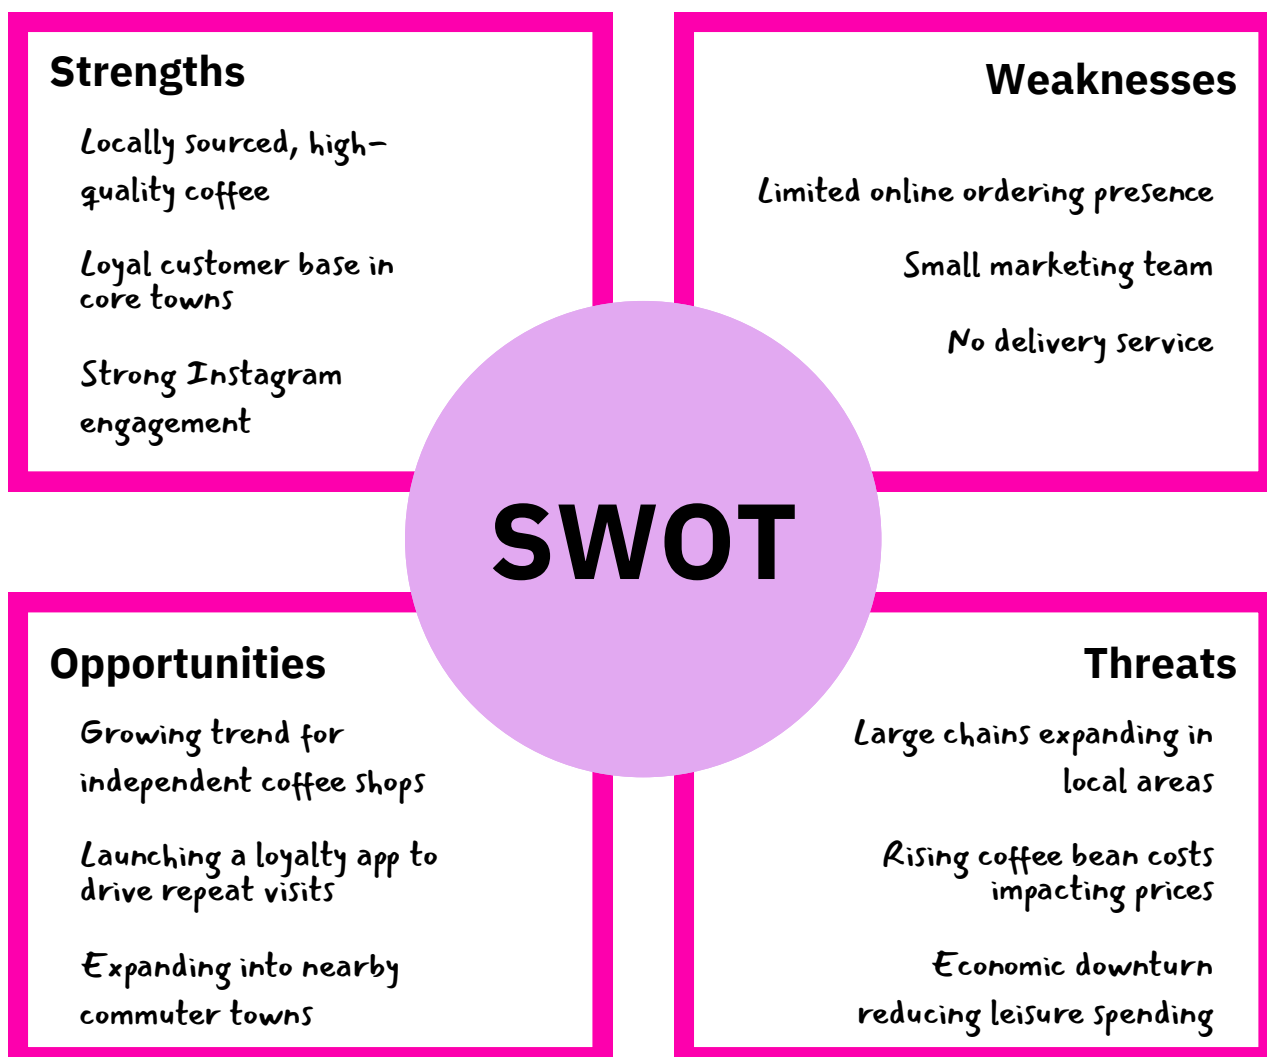 Strengths
Locally sourced, high-
quality coffee
Loyal customer base in
core towns
Strong Instagram
engagement
Weaknesses
Limited online ordering presence
Small marketing team
No delivery service
SWOT
Opportunities
Growing trend for
independent coffee shops
Launching a loyalty app to
drive repeat visits
Expanding into nearby
commuter towns
Threats
Large chains expanding in
local areas
Rising coffee bean costs
impacting prices
Economic downturn
reducing leisure spending